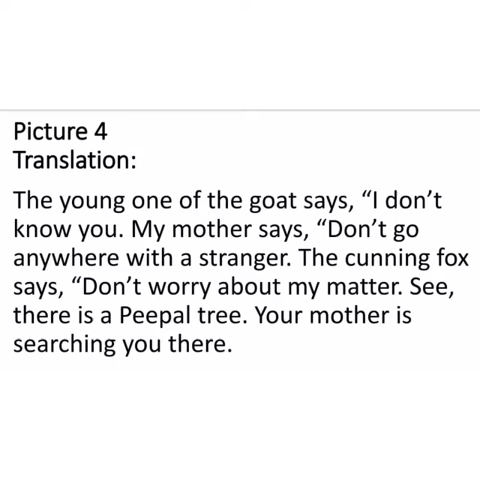 Picture 4
Translation:
The young one of the goat says, “I don’t
know you. My mother says, “Don’t go
anywhere with a stranger. The cunning fox
says, “Don’t worry about my matter. See,
there is a Peepal tree. Your mother is
searching you there.